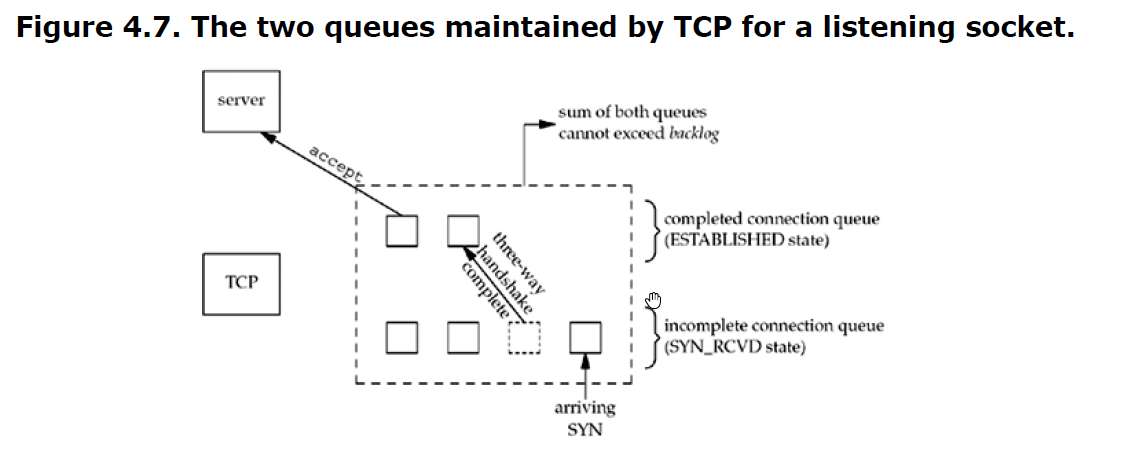 Figure 4.7. The two queues maintained by TCP for a listening socket.
server
sum of both queues
cannot exceed backlog
accept
completed connection queue
(ESTABLISHED state)
three-way
handshake
complete
TCP
incomplete connection queue
(SYN_RCVD state)
arriving
SYN